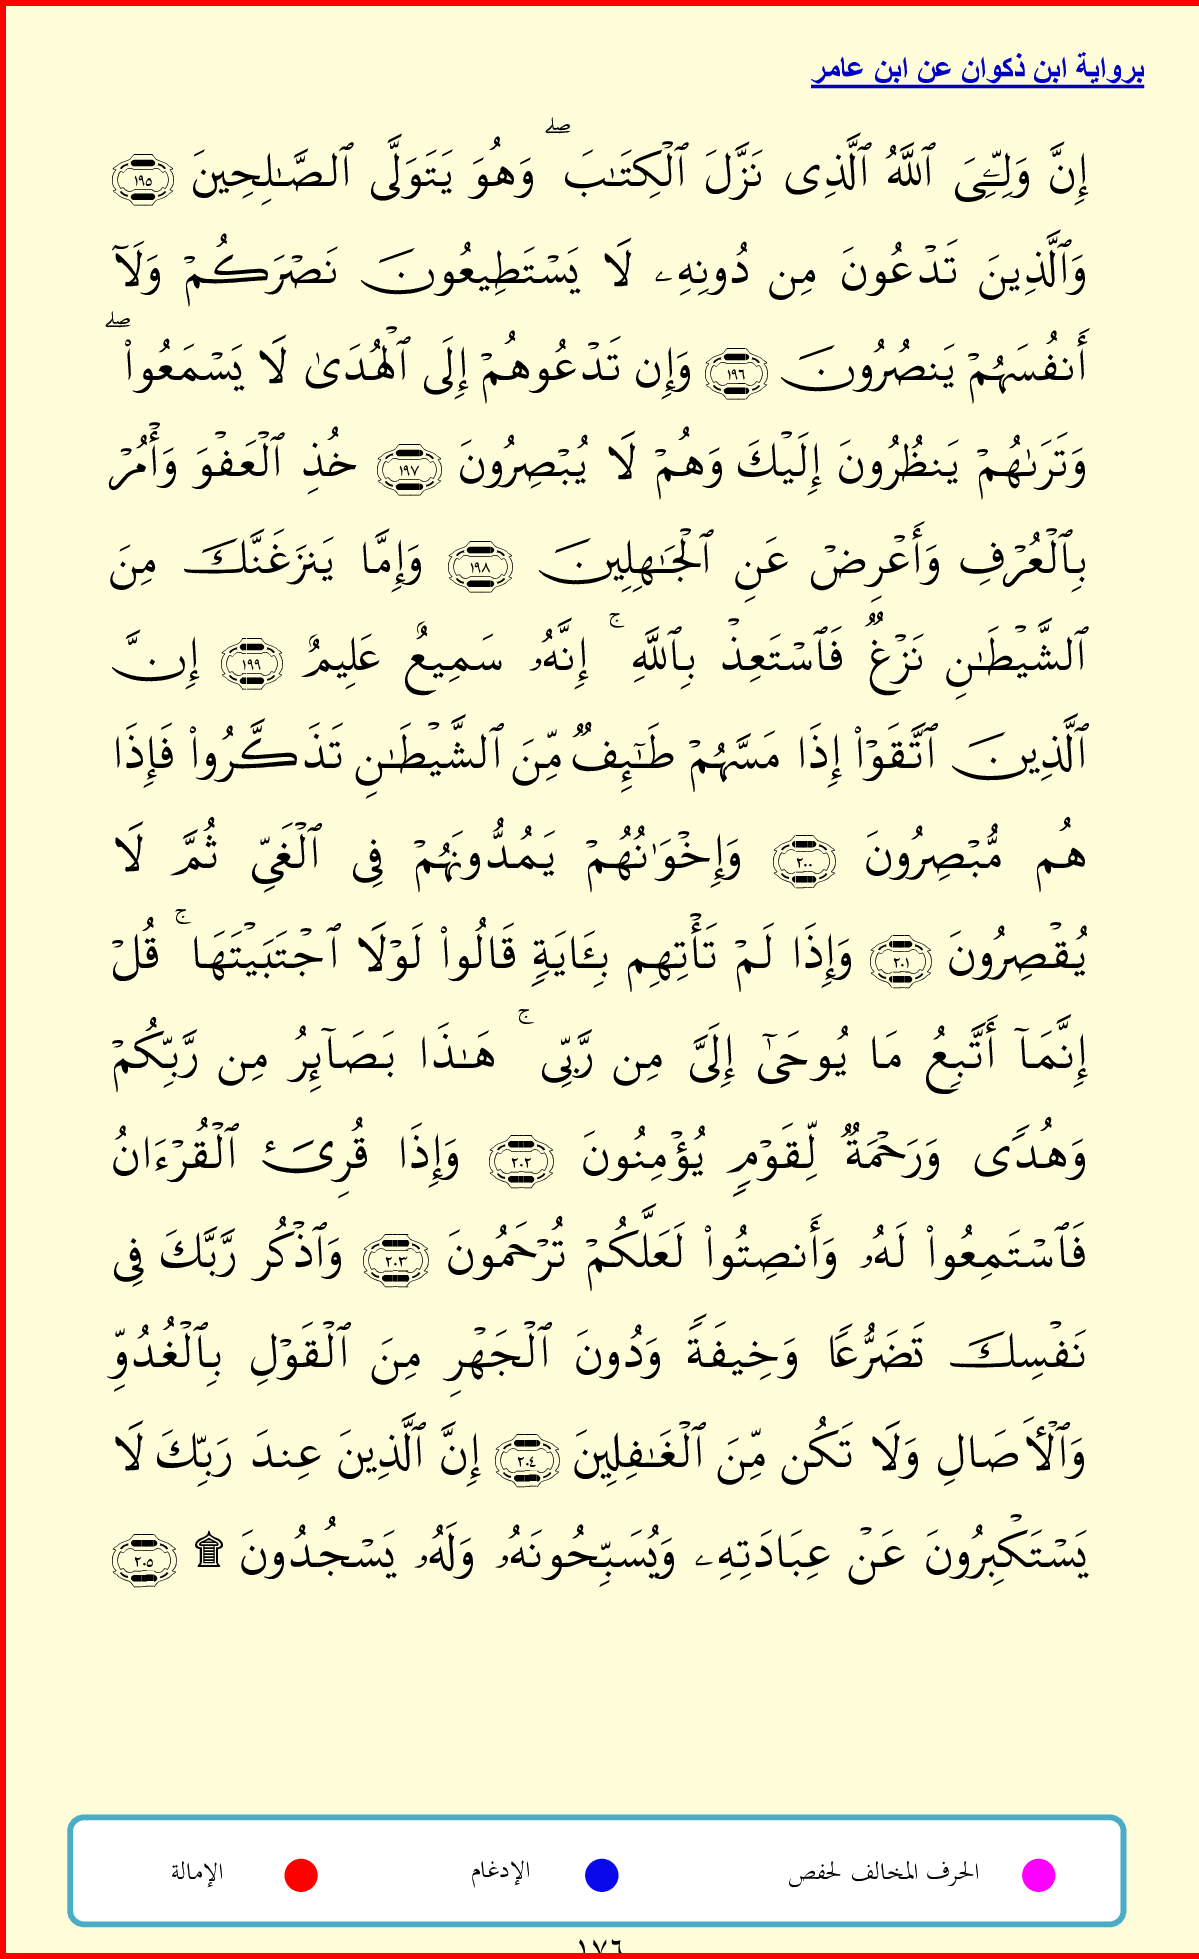 برواية ابن ذكوان عن ابن عامر
إِنَّ وَلِـِّۧيَ ٱللَّهُ ٱلَّذِى نَزَّلَ ٱلْكِتَـٰبَ ۖ وَهُوَ يَتَوَلَّى ٱلصَّـٰلِحِينَ ١٩٥
وَٱلَّذِينَ تَدْعُونَ مِن دُونِهِۦ لَا يَسْتَطِيعُونَ نَصْرَكُمْ وَلَآ
أَنفُسَهُمْ يَنصُرُونَ ١٩٦ وَإِن تَدْعُوهُمْ إِلَى ٱلْهُدَىٰ لَا يَسْمَعُوا۟ ۖ
وَتَرَىٰهُمْ يَنظُرُونَ إِلَيْكَ وَهُمْ لَا يُبْصِرُونَ ١٩٧ خُذِ ٱلْعَفْوَ وَأْمُرْ
بِٱلْعُرْفِ وَأَعْرِضْ عَنِ ٱلْجَـٰهِلِينَ ١٩٨ وَإِمَّا يَنزَغَنَّكَ مِنَ
ٱلشَّيْطَـٰنِ نَزْغٌ فَٱسْتَعِذْ بِٱللَّهِ ۚ إِنَّهُۥ سَمِيعٌ عَلِيمٌ ١٩٩ إِنَّ
ٱلَّذِينَ ٱتَّقَوْا۟ إِذَا مَسَّهُمْ طَـٰٓئِفٌ مِّنَ ٱلشَّيْطَـٰنِ تَذَكَّرُوا۟ فَإِذَا
هُم مُّبْصِرُونَ ٢٠٠ وَإِخْوَٰنُهُمْ يَمُدُّونَهُمْ فِى ٱلْغَىِّ ثُمَّ لَا
يُقْصِرُونَ ٢٠١ وَإِذَا لَمْ تَأْتِهِم بِـَٔايَةٍ قَالُوا۟ لَوْلَا ٱجْتَبَيْتَهَا ۚ قُلْ
إِنَّمَآ أَتَّبِعُ مَا يُوحَىٰٓ إِلَىَّ مِن رَّبِّى ۚ هَـٰذَا بَصَآئِرُ مِن رَّبِّكُمْ
وَهُدًى وَرَحْمَةٌ لِّقَوْمٍ يُؤْمِنُونَ ٢٠٢ وَإِذَا قُرِئَ ٱلْقُرْءَانُ
فَٱسْتَمِعُوا۟ لَهُۥ وَأَنصِتُوا۟ لَعَلَّكُمْ تُرْحَمُونَ ٢٠٣ وَٱذْكُر رَّبَّكَ فِى
نَفْسِكَ تَضَرُّعًا وَخِيفَةً وَدُونَ ٱلْجَهْرِ مِنَ ٱلْقَوْلِ بِٱلْغُدُوِّ
وَٱلْـَٔاصَالِ وَلَا تَكُن مِّنَ ٱلْغَـٰفِلِينَ ٢٠٤ إِنَّ ٱلَّذِينَ عِندَ رَبِّكَ لَا
يَسْتَكْبِرُونَ عَنْ عِبَادَتِهِۦ وَيُسَبِّحُونَهُۥ وَلَهُۥ يَسْجُدُونَ ۩ ٢٠٥
الحرف المخالف لحفص الإدغام الإمالة
١٧٦